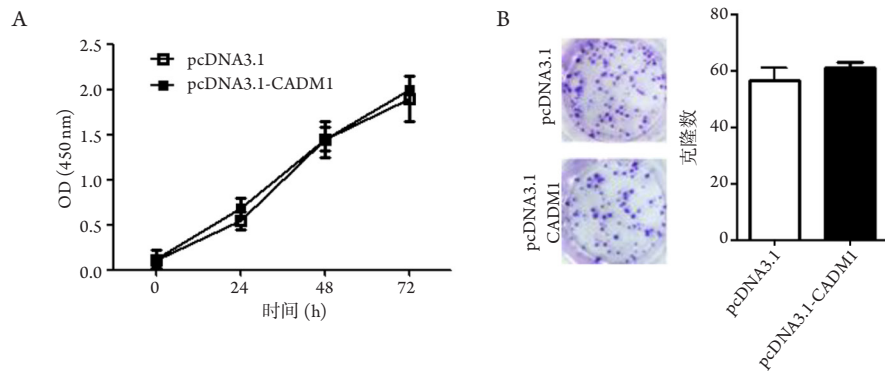 A
2.5
2.0
1.5
1.0
0.5
0.0
OD (450 nm)
pcDNA3.1
pcDNA3.1-CADM1
0 24 48 72
时间 (h)
B
pcDNA3.1
pcDNA3.1
CADM1
80
60
40
20
0
克隆数
pcDNA3.1
pcDNA3.1-CADM1